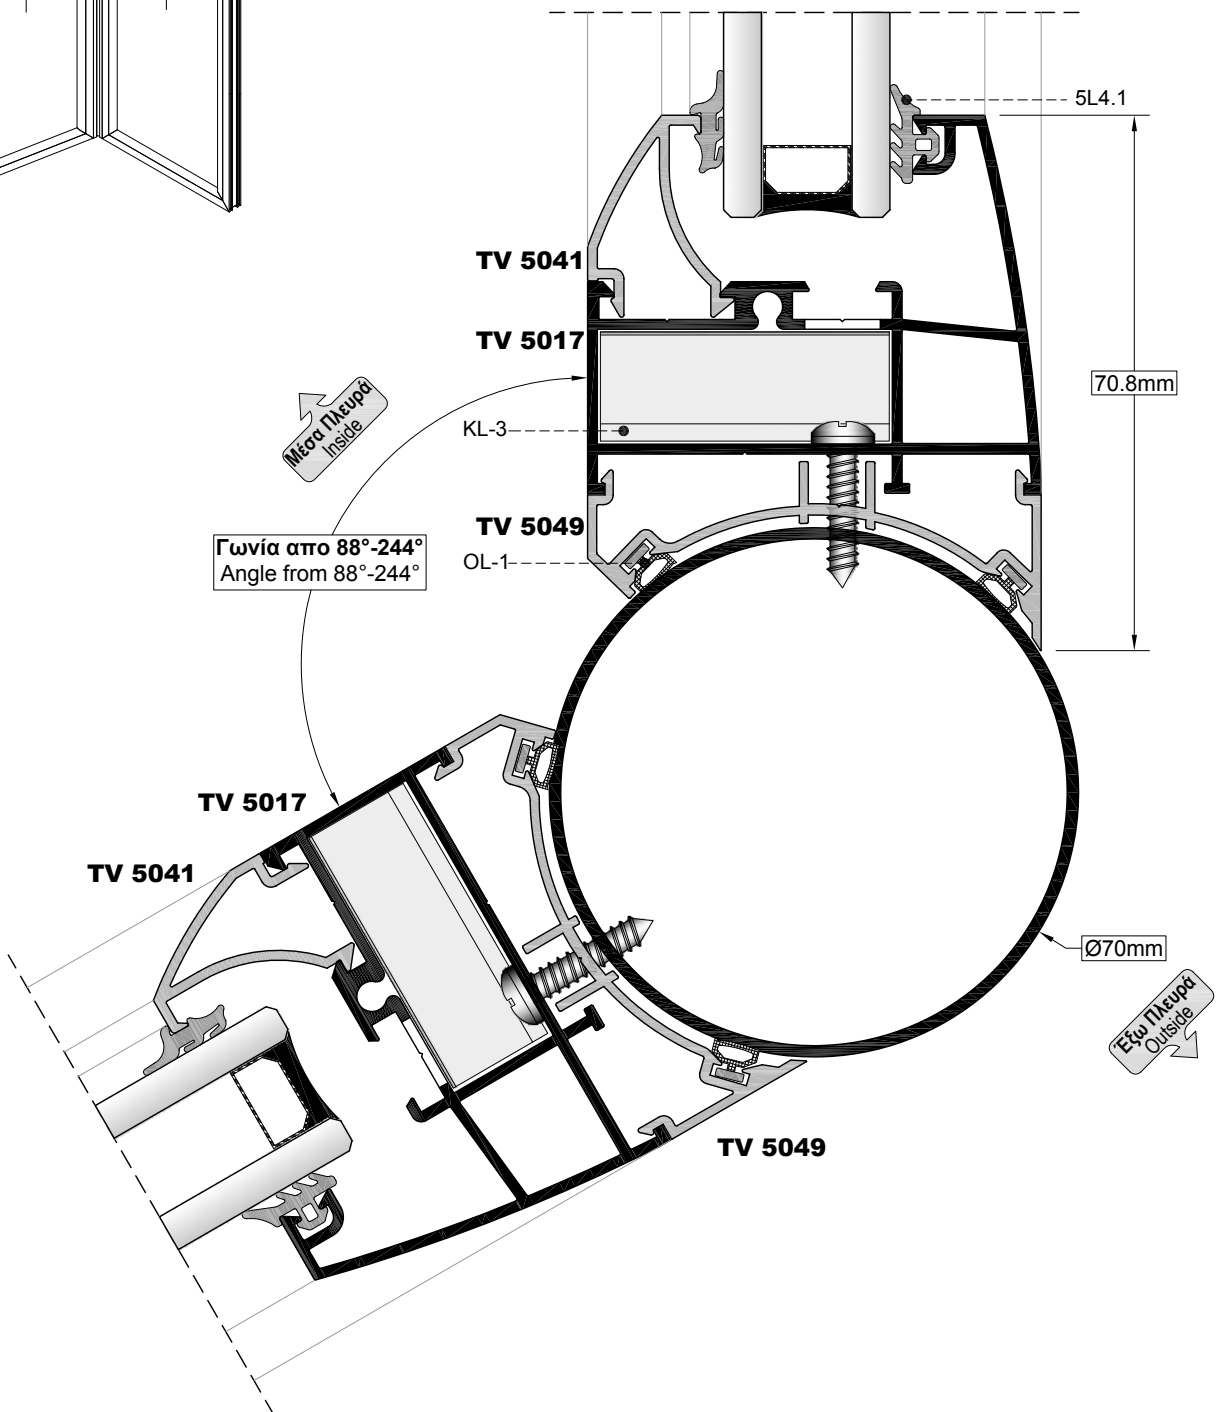 5L4.1
TV 5041
TV 5017
70.8mm
Μέσα Πλευρά
Inside
KL-3
TV 5049
Γωνία απο 88°-244°
Angle from 88°-244°
OL-1
TV 5017
TV 5041
Ø70mm
Έξω Πλευρά
Outside
TV 5049